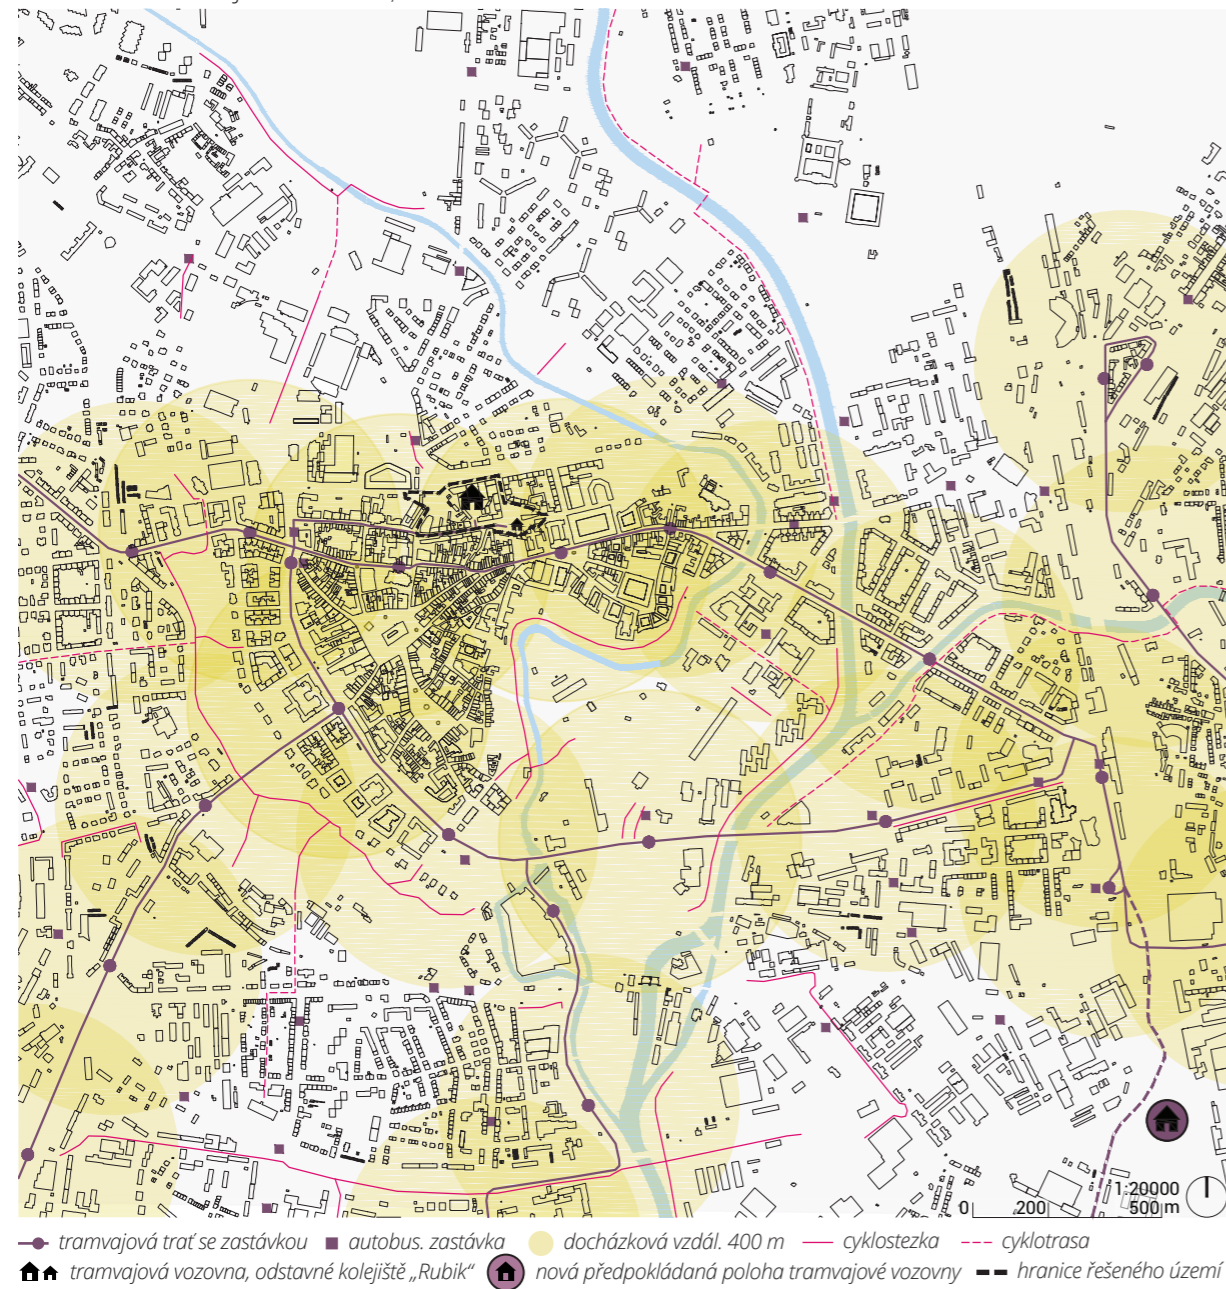 1:20000
0 200 500 m
tramvajová trať se zastávkou autobus. zastávka docházková vzdál. 400 m cyklostezka cyklotrasa
tramvajová vozovna, odstavné kolejiště „Rubik“ nová předpokládaná poloha tramvajové vozovny hranice řešeného území